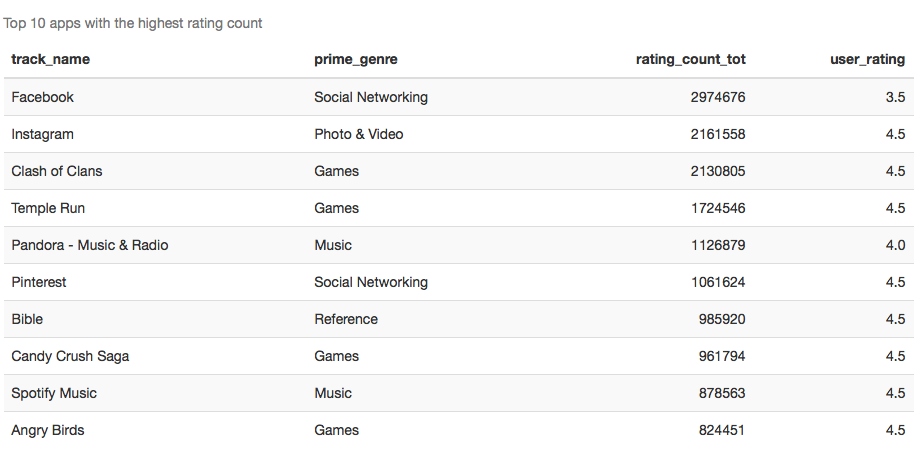 Top 10 apps with the highest rating count
track_name prime_genre rating_count_tot user_rating
Facebook Social Networking 2974676 3.5
Instagram Photo & Video 2161558 4.5
Clash of Clans Games 2130805 4.5
Temple Run Games 1724546 4.5
Pandora - Music & Radio Music 1126879 4.0
Pinterest Social Networking 1061624 4.5
Bible Reference 985920 4.5
Candy Crush Saga Games 961794 4.5
Spotify Music Music 878563 4.5
Angry Birds Games 824451 4.5